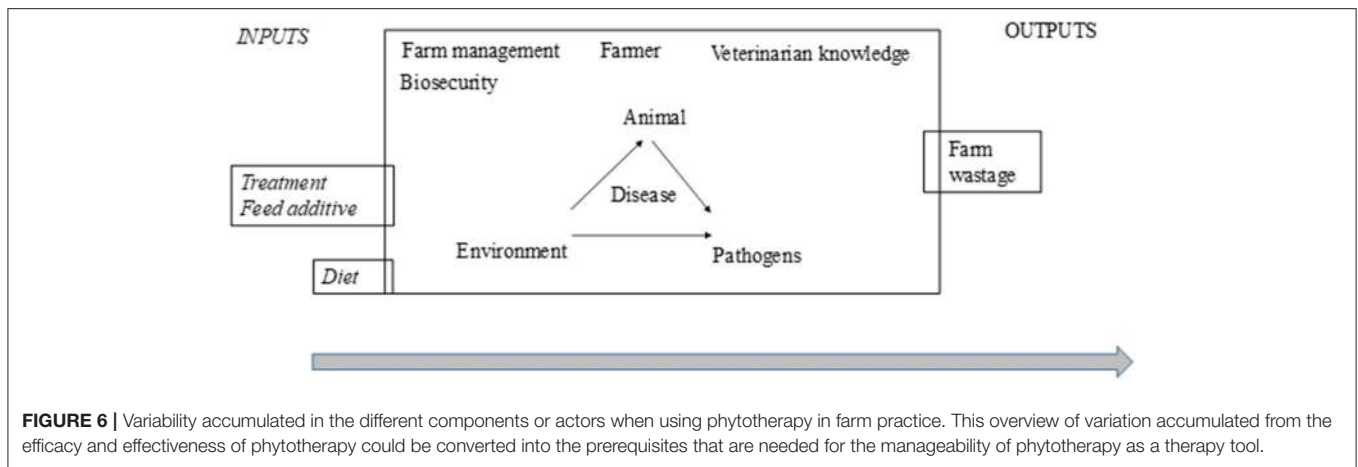 INPUTS
OUTPUTS
Farm management Farmer Veterinarian knowledge
Biosecurity
Animal
Farm
wastage
Treatment
Feed additive
Disease
Environment
Pathogens
Diet
FIGURE 6 | Variability accumulated in the different components or actors when using phytotherapy in farm practice. This overview of variation accumulated from the
efficacy and effectiveness of phytotherapy could be converted into the prerequisites that are needed for the manageability of phytotherapy as a therapy tool.